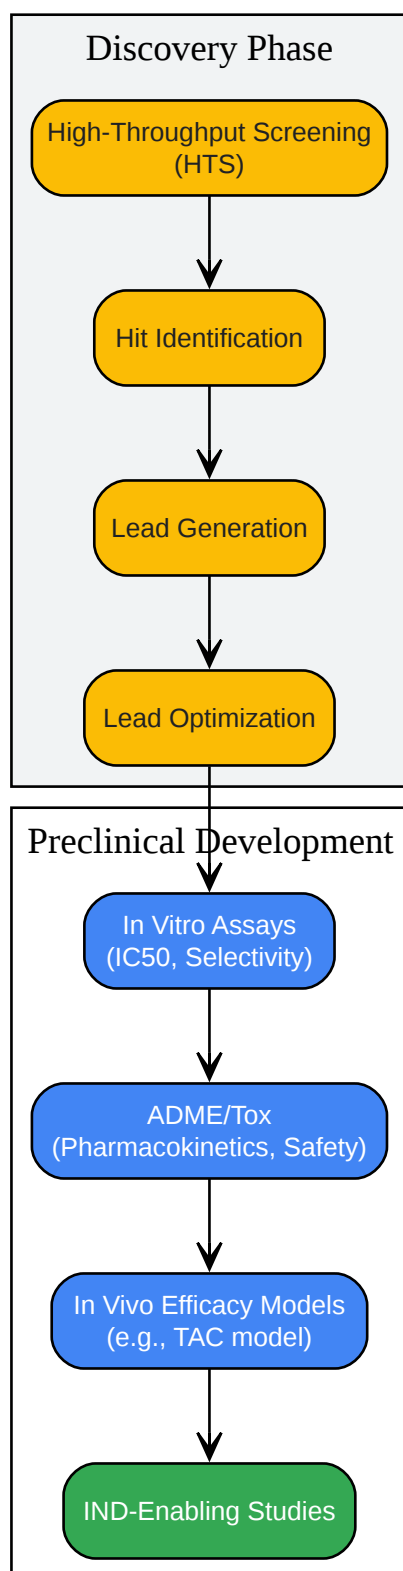 Discovery Phase
High-Throughput Screening
(HTS)
Hit Identification
Lead Generation
Lead Optimization
Preclinical Development
In Vitro Assays
(IC50, Selectivity)
ADME/Tox
(Pharmacokinetics, Safety)
In Vivo Efficacy Models
(e.g., TAC model)
IND-Enabling Studies